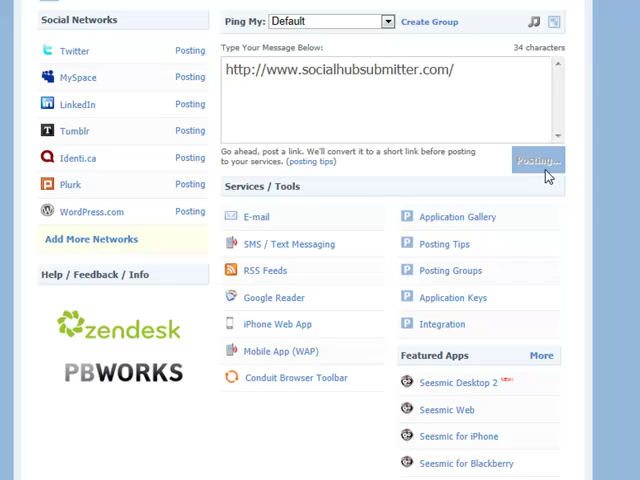 Social Networks
Twitter Posting
MySpace Posting
LinkedIn Posting
Tumblr Posting
Identi.ca Posting
Plurk Posting
WordPress.com Posting
Add More Networks
Help / Feedback / Info
zendesk
PBWORKS
Ping My: Default Create Group
Type Your Message Below: 34 characters
http://www.socialhubsubmitter.com/
Go ahead, post a link. We'll convert it to a short link before posting
to your services. (posting tips)
Posting...
Services / Tools
E-mail
SMS / Text Messaging
RSS Feeds
Google Reader
iPhone Web App
Mobile App (WAP)
Conduit Browser Toolbar
Application Gallery
Posting Tips
Posting Groups
Application Keys
Integration
Featured Apps More
Seesmic Desktop 2
Seesmic Web
Seesmic for iPhone
Seesmic for Blackberry